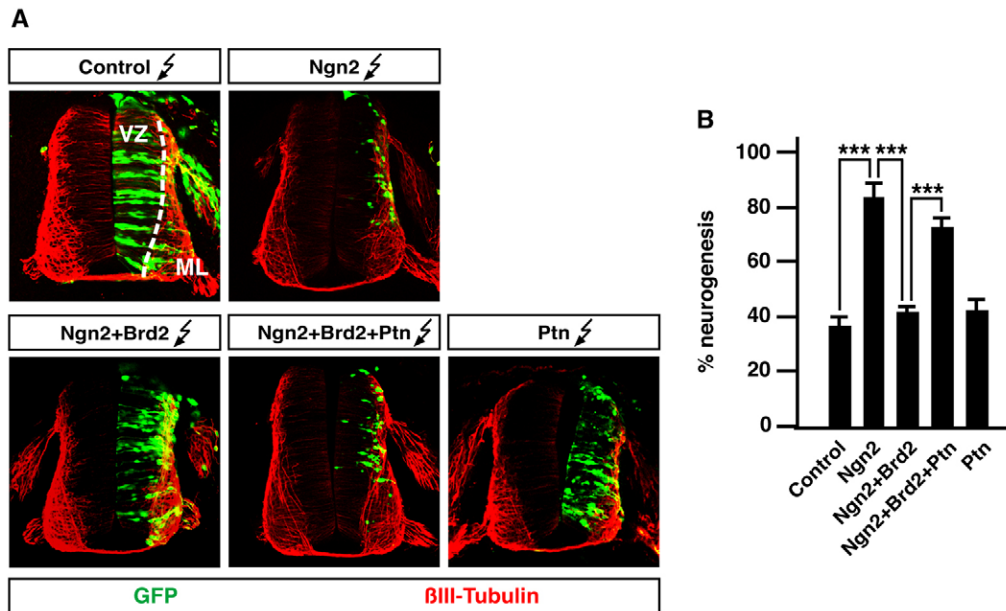 A
Control
Ngn2
VZ
ML
Ngn2+Brd2
Ngn2+Brd2+Ptn
Ptn
GFP
ßIII-Tubulin
B
*** ***
***
% neurogenesis
100
80
60
40
20
0
Control
Ngn2
Ngn2+Brd2
Ngn2+Brd2+Ptn
Ptn